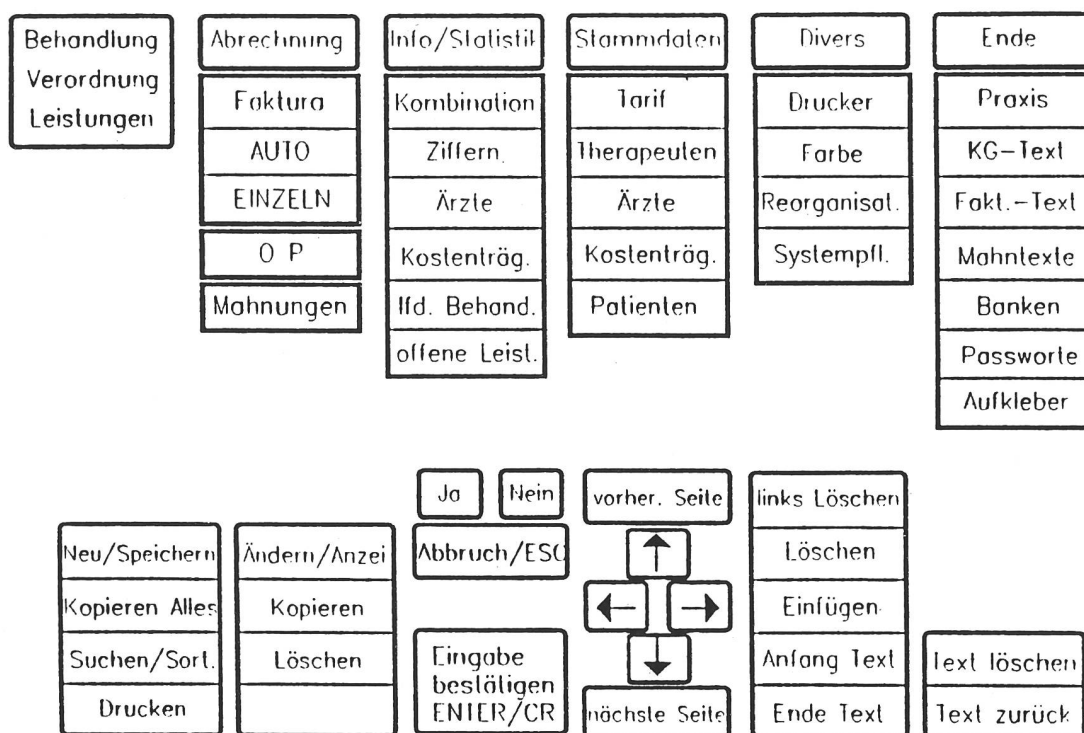 Behandlung
Verordnung
Leistungen
Abrechnung
Faktura
AUTO
EINZELN
O P
Mahnungen
Info/Statistik
Kombination
Ziffern
Ärzte
Kostenträg.
lfd. Behand.
offene Leist.
Stammdaten
Tarif
Therapeuten
Ärzte
Kostenträg.
Patienten
Divers
Drucker
Farbe
Reorganisat.
Systempfl.
Ende
Praxis
KG-Text
Fakt.-Text
Mahntexte
Banken
Passworte
Aufkleber
Neu/Speichern
Kopieren Alles
Suchen/Sort.
Drucken
Ändern/Anzei
Kopieren
Löschen
Ja
Nein
Abbruch/ESC
Eingabe
bestätigen
ENTER/CR
vorher. Seite
nächste Seite
links Löschen
Löschen
Einfügen
Anfang Text
Ende Text
Text löschen
Text zurück